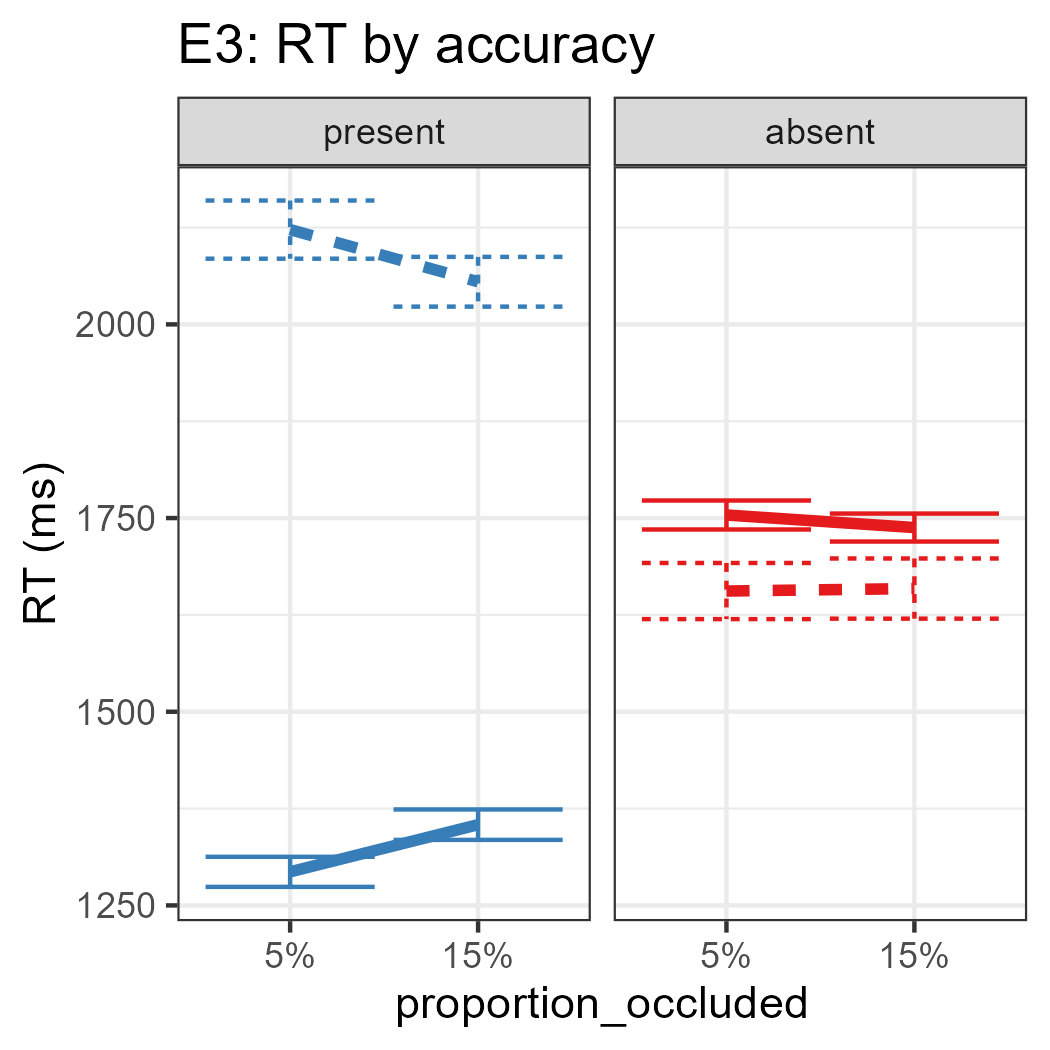 E3: RT by accuracy
present
absent
2000
1750
1500
1250
RT (ms)
5%
15%
5%
15%
proportion_occluded